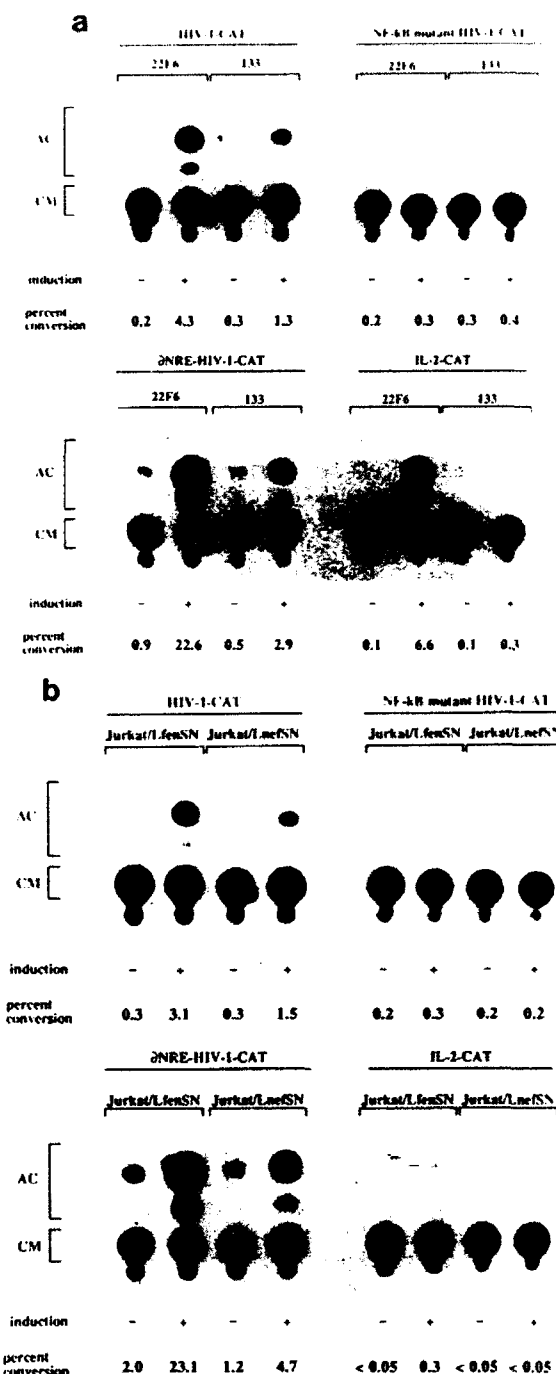 a
HIV-1-CAT NF-kB mutant HIV-1-CAT
22F6 133 22F6 133
AC
CM
induction - + - + - + - +
percent
conversion 0.2 4.3 0.3 1.3 0.2 0.3 0.3 0.4
∂NRE-HIV-1-CAT IL-2-CAT
22F6 133 22F6 133
AC
CM
induction - + - + - + - +
percent
conversion 0.9 22.6 0.5 2.9 0.1 6.6 0.1 0.3
b
HIV-1-CAT NF-kB mutant HIV-1-CAT
Jurkat/LfenSN Jurkat/LnefSN Jurkat/LfenSN Jurkat/LnefSN
AC
CM
induction - + - + - + - +
percent
conversion 0.3 3.1 0.3 1.5 0.2 0.3 0.2 0.2
∂NRE-HIV-1-CAT IL-2-CAT
Jurkat/LfenSN Jurkat/LnefSN Jurkat/LfenSN Jurkat/LnefSN
AC
CM
induction - + - + - + - +
percent
conversion 2.0 23.1 1.2 4.7 < 0.05 0.3 < 0.05 < 0.05